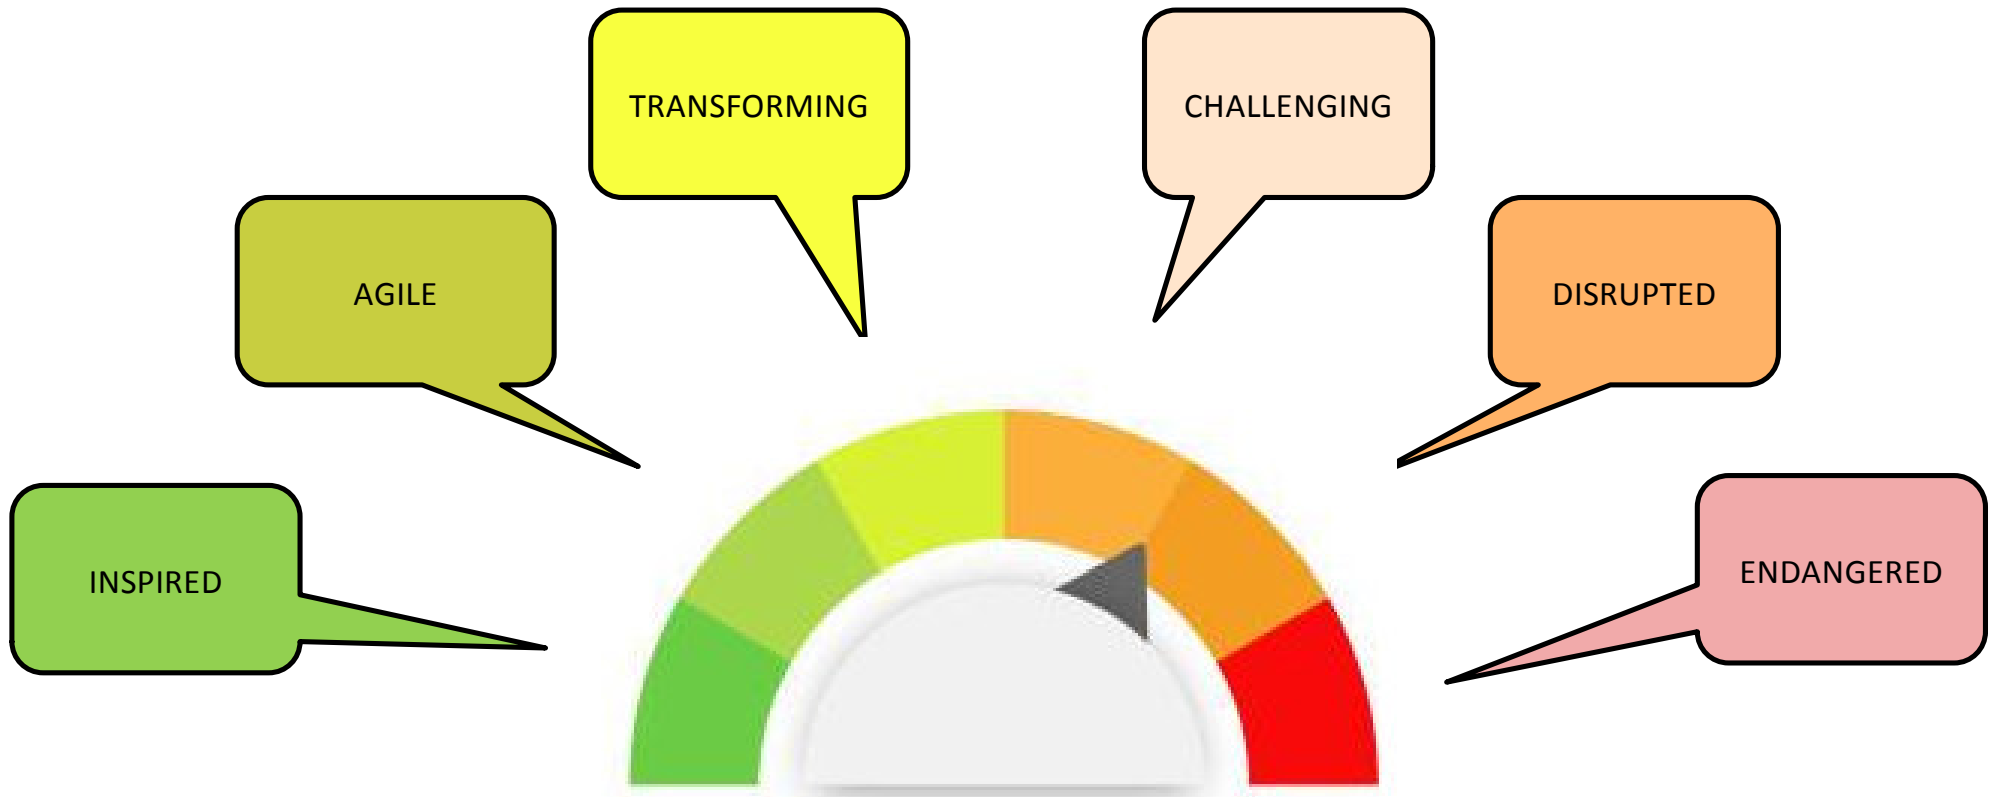 TRANSFORMING
CHALLENGING
AGILE
DISRUPTED
INSPIRED
ENDANGERED